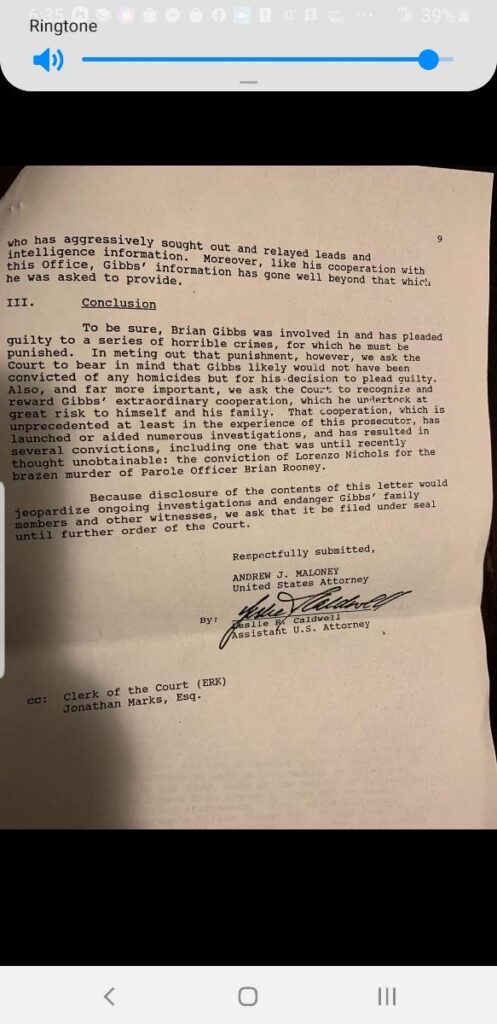 6:35
39%
Ringtone
9
who has aggressively sought out and relayed leads and
intelligence information. Moreover, like his cooperation with
this Office, Gibbs' information has gone well beyond that which
he was asked to provide.
III. Conclusion
To be sure, Brian Gibbs was involved in and has pleaded
guilty to a series of horrible crimes, for which he must be
punished. In meting out that punishment, however, we ask the
Court to bear in mind that Gibbs likely would not have been
convicted of any homicides but for his decision to plead guilty.
Also, and far more important, we ask the Court to recognize and
reward Gibbs' extraordinary cooperation, which he undertook at
great risk to himself and his family. That cooperation, which is
unprecedented at least in the experience of this prosecutor, has
launched or aided numerous investigations, and has resulted in
several convictions, including one that was until recently
thought unobtainable: the conviction of Lorenzo Nichols for the
brazen murder of Parole Officer Brian Rooney.
Because disclosure of the contents of this letter would
jeopardize ongoing investigations and endanger Gibbs' family
members and other witnesses, we ask that it be filed under seal
until further order of the Court.
Respectfully submitted,
ANDREW J. MALONEY
United States Attorney
By: Leslie R. Caldwell
Leslie R. Caldwell
Assistant U.S. Attorney
cc: Clerk of the Court (ERK)
Jonathan Marks, Esq.